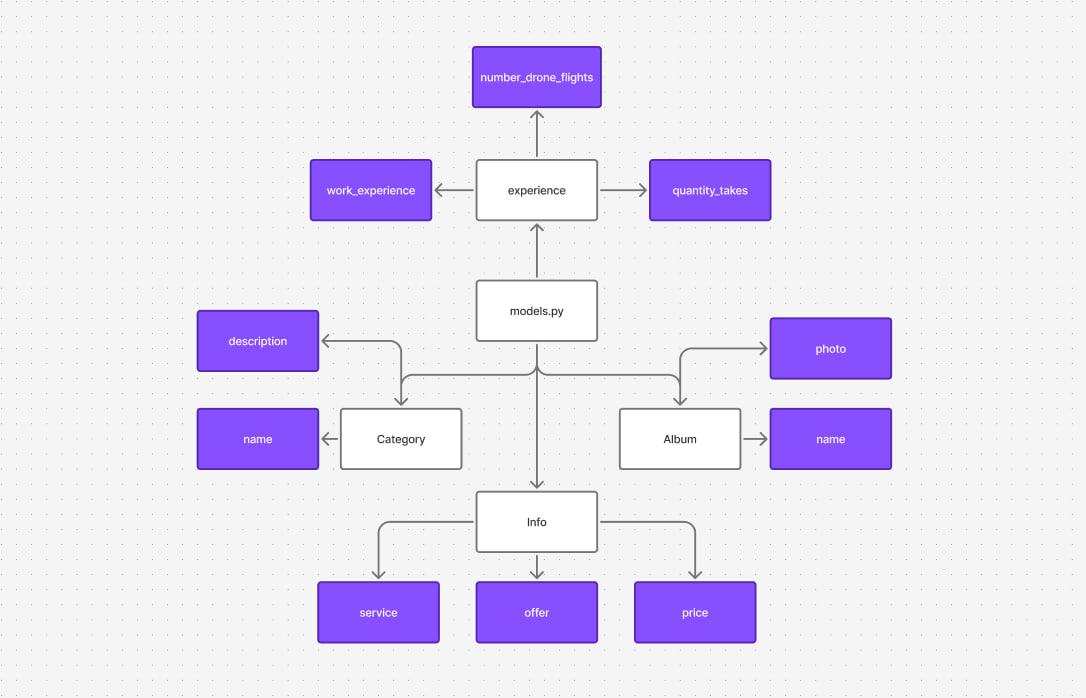 number_drone_flights
work_experience
experience
quantity_takes
models.py
description
photo
name
Category
Album
name
Info
service
offer
price